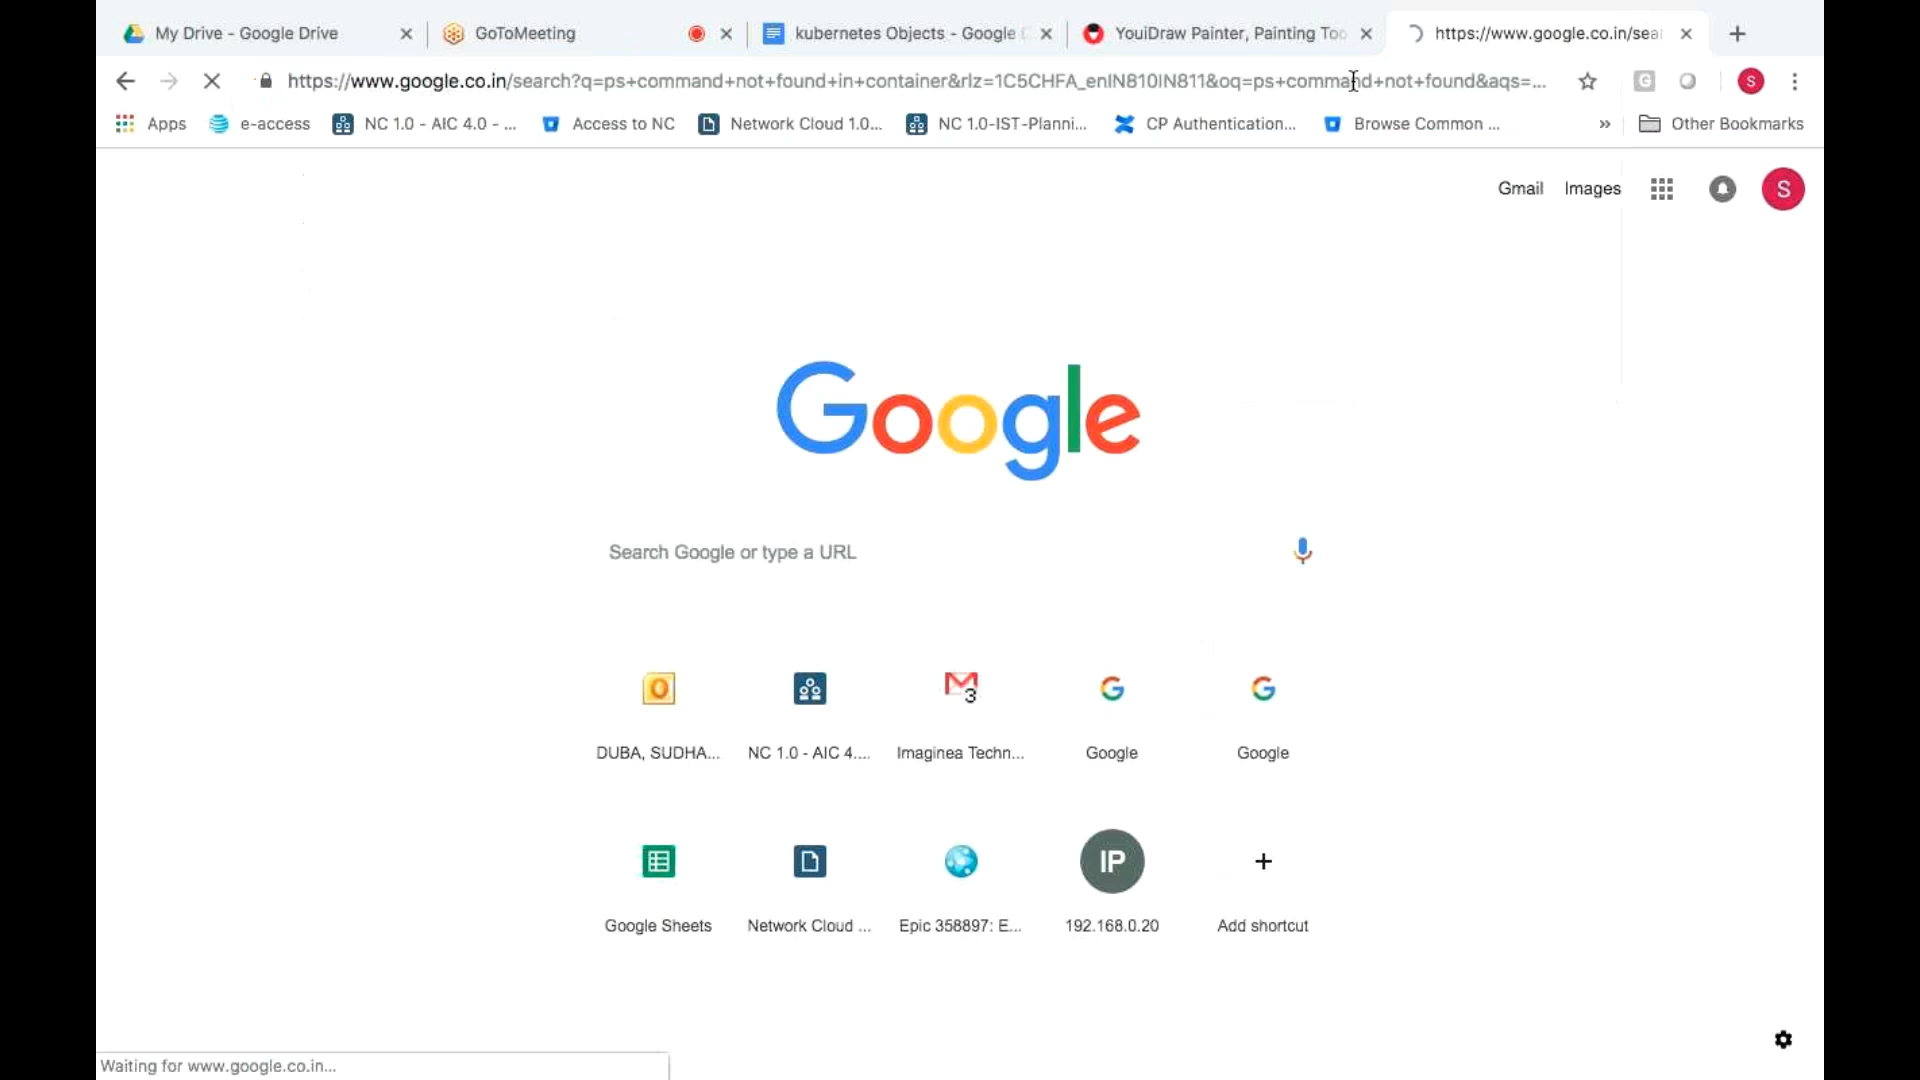 My Drive - Google Drive GoToMeeting kubernetes Objects - Google D YouiDraw Painter, Painting Too https://www.google.co.in/sear
https://www.google.co.in/search?q=ps+command+not+found+in+container&rlz=1C5CHFA_enIN810IN811&oq=ps+command+not+found&aqs=... G S
Apps e-access NC 1.0 - AIC 4.0 - ... Access to NC Network Cloud 1.0... NC 1.0-IST-Planni... CP Authentication... Browse Common ... » Other Bookmarks
Gmail Images S
Google
Search Google or type a URL
3
DUBA, SUDHA... NC 1.0 - AIC 4.... Imaginea Techn... Google Google
IP
Google Sheets Network Cloud ... Epic 358897: E... 192.168.0.20 Add shortcut
Waiting for www.google.co.in...